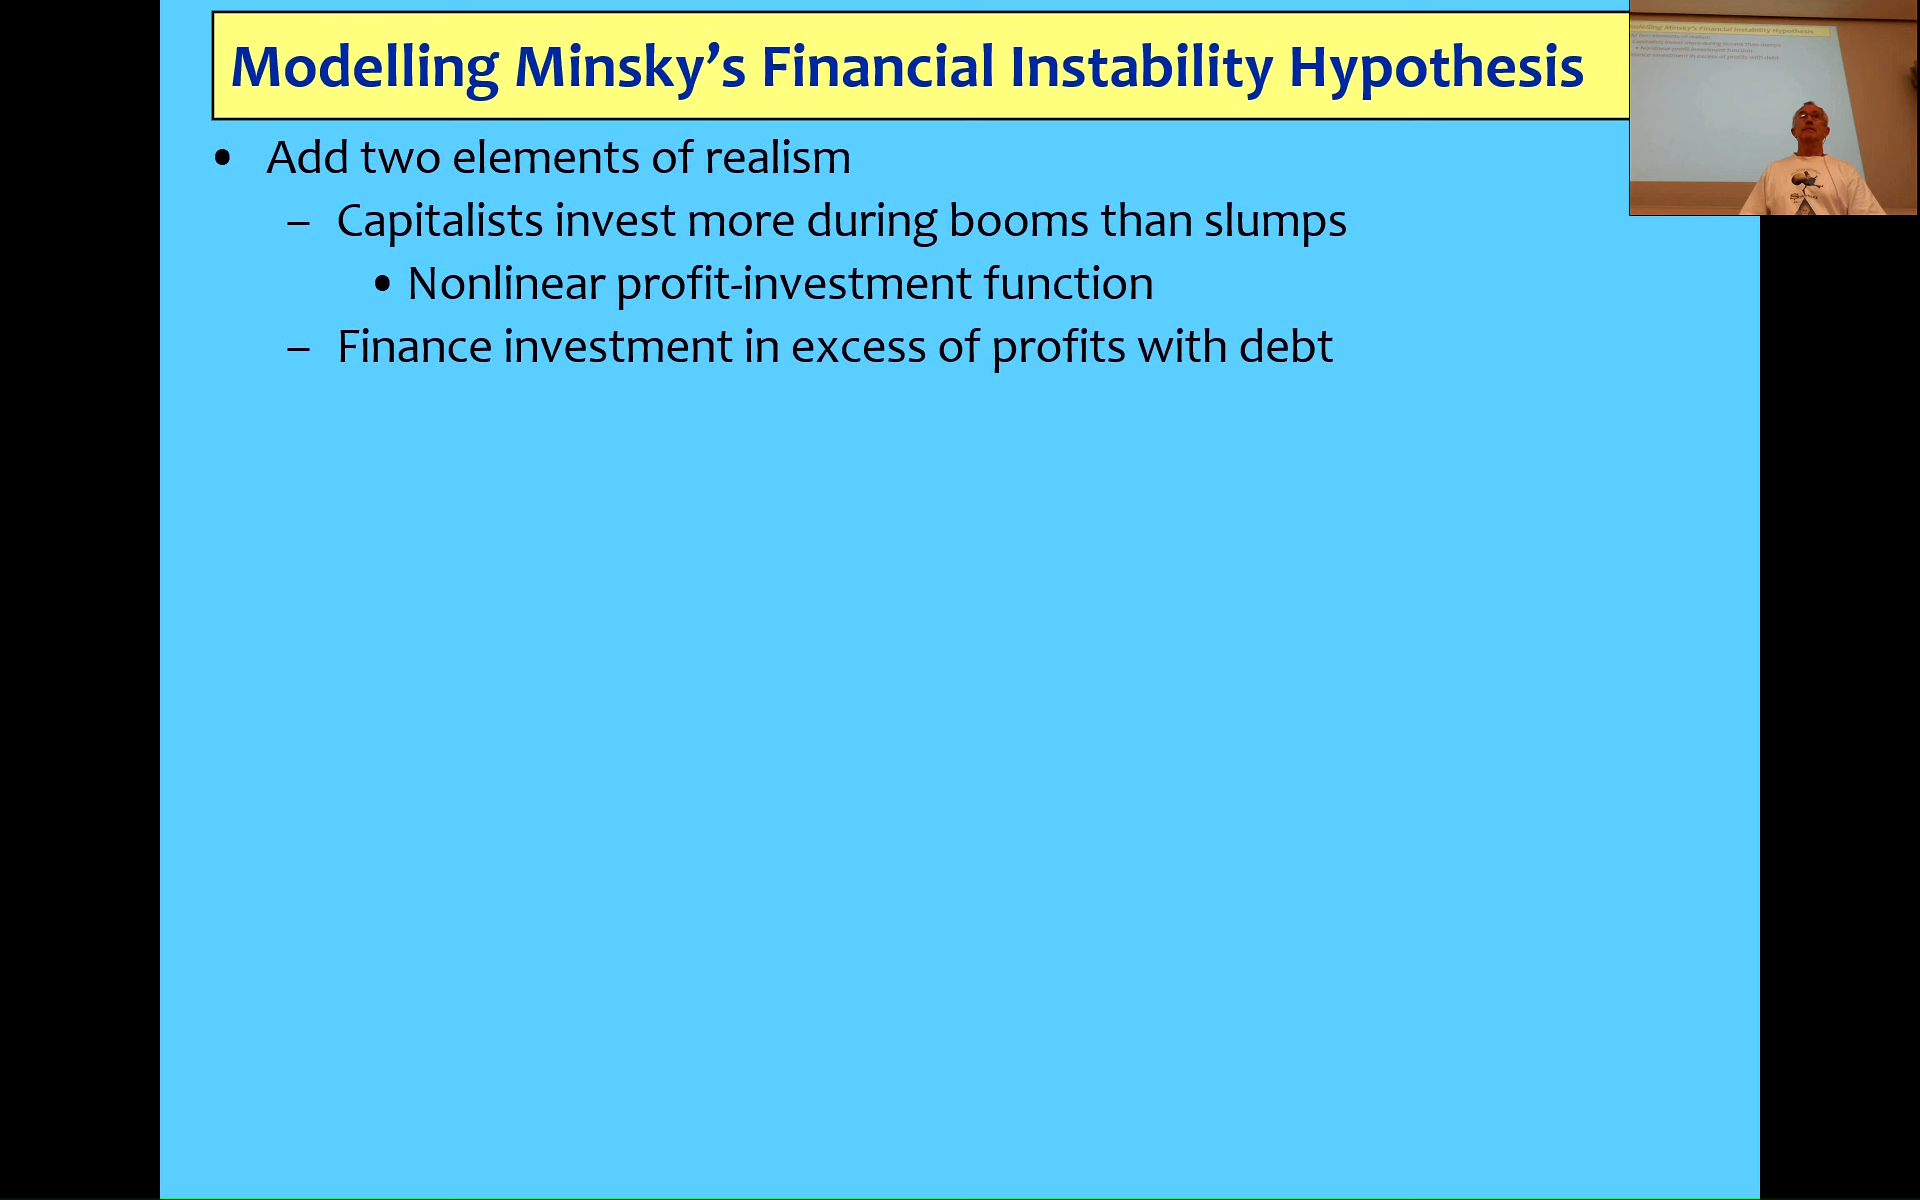 Modelling Minsky’s Financial Instability Hypothesis
• Add two elements of realism
– Capitalists invest more during booms than slumps
• Nonlinear profit-investment function
– Finance investment in excess of profits with debt